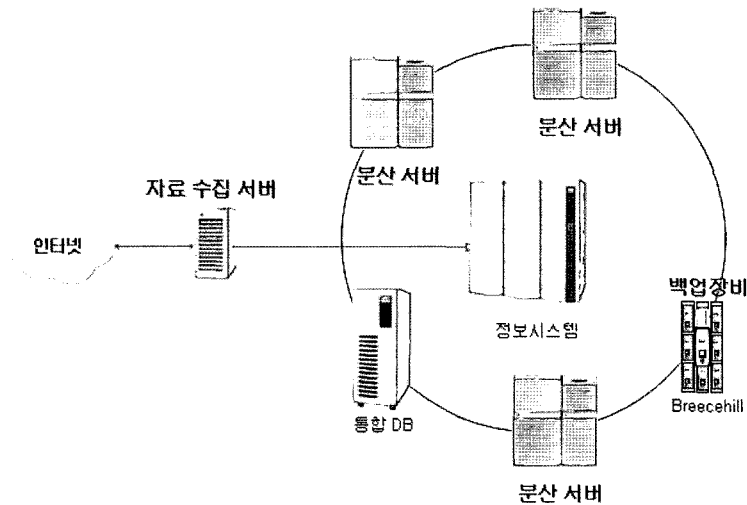 분산 서버
분산 서버
자료 수집 서버
인터넷
백업장비
정보시스템
Breecehill
통합 DB
분산 서버